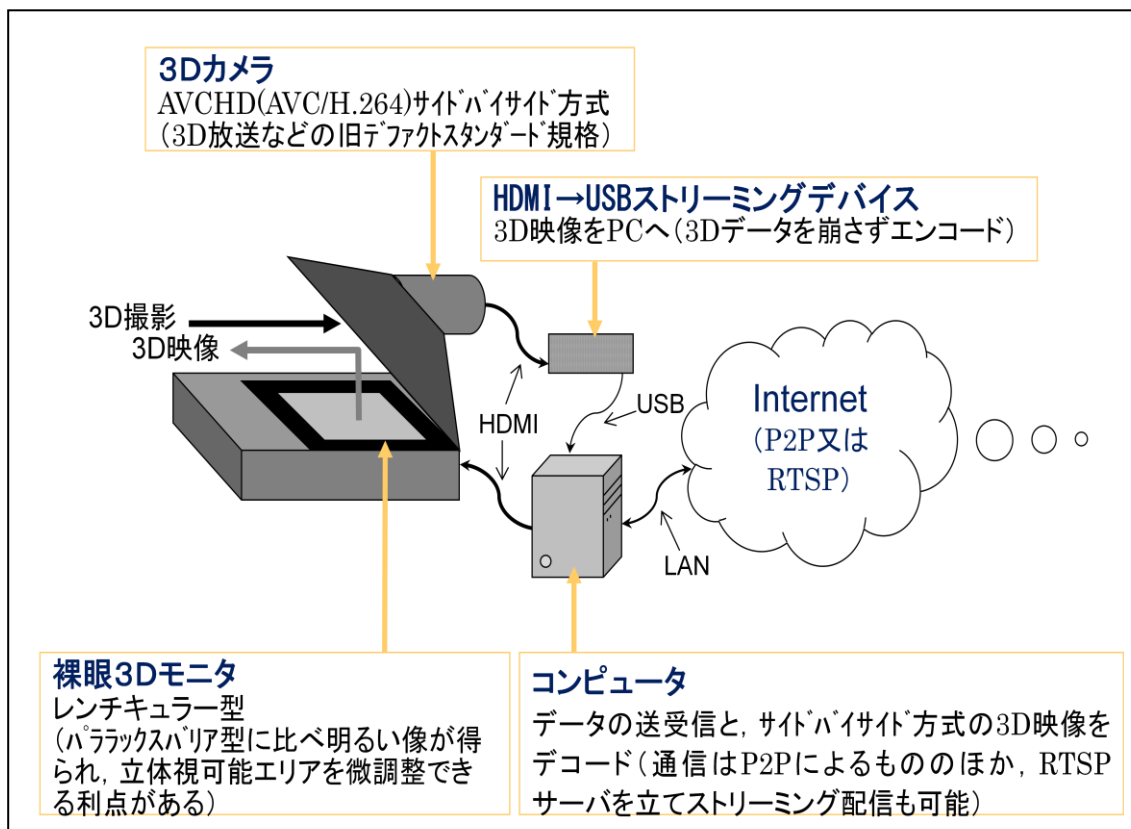 3Dカメラ
AVCHD(AVC/H.264)ｻｲﾄﾞﾊﾞｲｻｲﾄﾞ方式
（3D放送などの旧ﾃﾞﾌｧｸﾄｽﾀﾝﾀﾞｰﾄﾞ規格）
HDMI→USBストリーミングデバイス
3D映像をPCへ（3Dデータを崩さずエンコード）
3D撮影
3D映像
HDMI
USB
Internet
（P2P又は
RTSP）
LAN
裸眼3Dモニタ
レンチキュラー型
（ﾊﾟﾗﾗｯｸｽﾊﾞﾘｱ型に比べ明るい像が得
られ，立体視可能エリアを微調整でき
る利点がある）
コンピュータ
データの送受信と，ｻｲﾄﾞﾊﾞｲｻｲﾄﾞ方式の3D映像を
デコード（通信はP2Pによるもののほか，RTSP
サーバを立てストリーミング配信も可能）